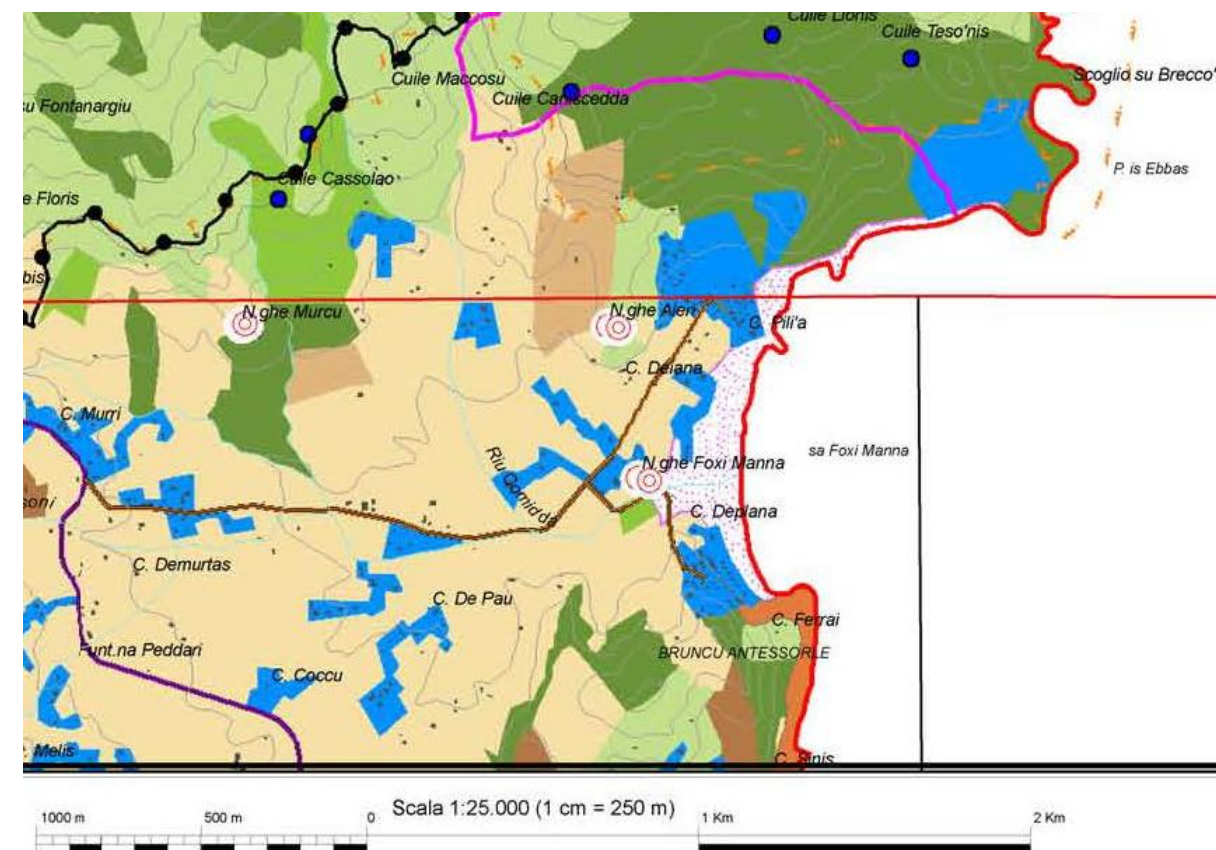 Cuile Lionis
Cuile Teso'nis
Cuile Maccosu
Scoglio su Brecco'
Cuile Caniscedda
su Fontanargiu
P. is Ebbas
Cuile Cassolao
e Floris
bis
N.ghe Murcu
N.ghe Aleri
C. Pili'a
C. Deiana
C. Murri
sa Foxi Manna
Riu Gomidda
N.ghe Foxi Manna
soni
C. Deplana
C. Demurtas
C. De Pau
C. Ferrai
Funt.na Peddari
BRUNCU ANTESSORLE
C. Coccu
Melis
C. Sinis
Scala 1:25.000 (1 cm = 250 m)
1000 m 500 m 0 1 Km 2 Km